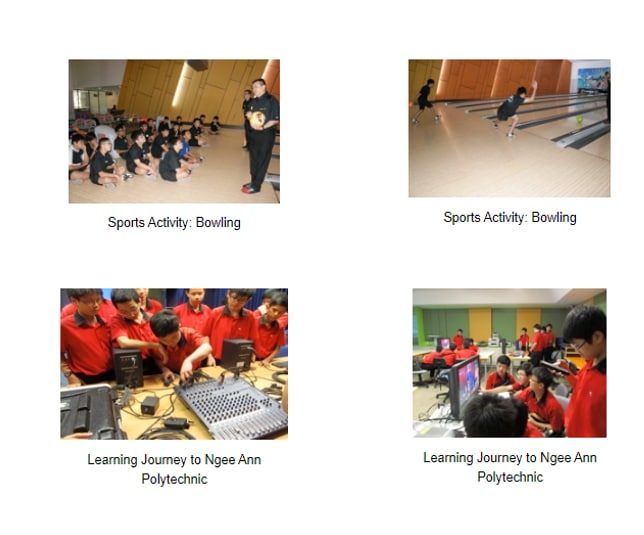 Sports Activity: Bowling
Sports Activity: Bowling
Learning Journey to Ngee Ann
Polytechnic
Learning Journey to Ngee Ann
Polytechnic